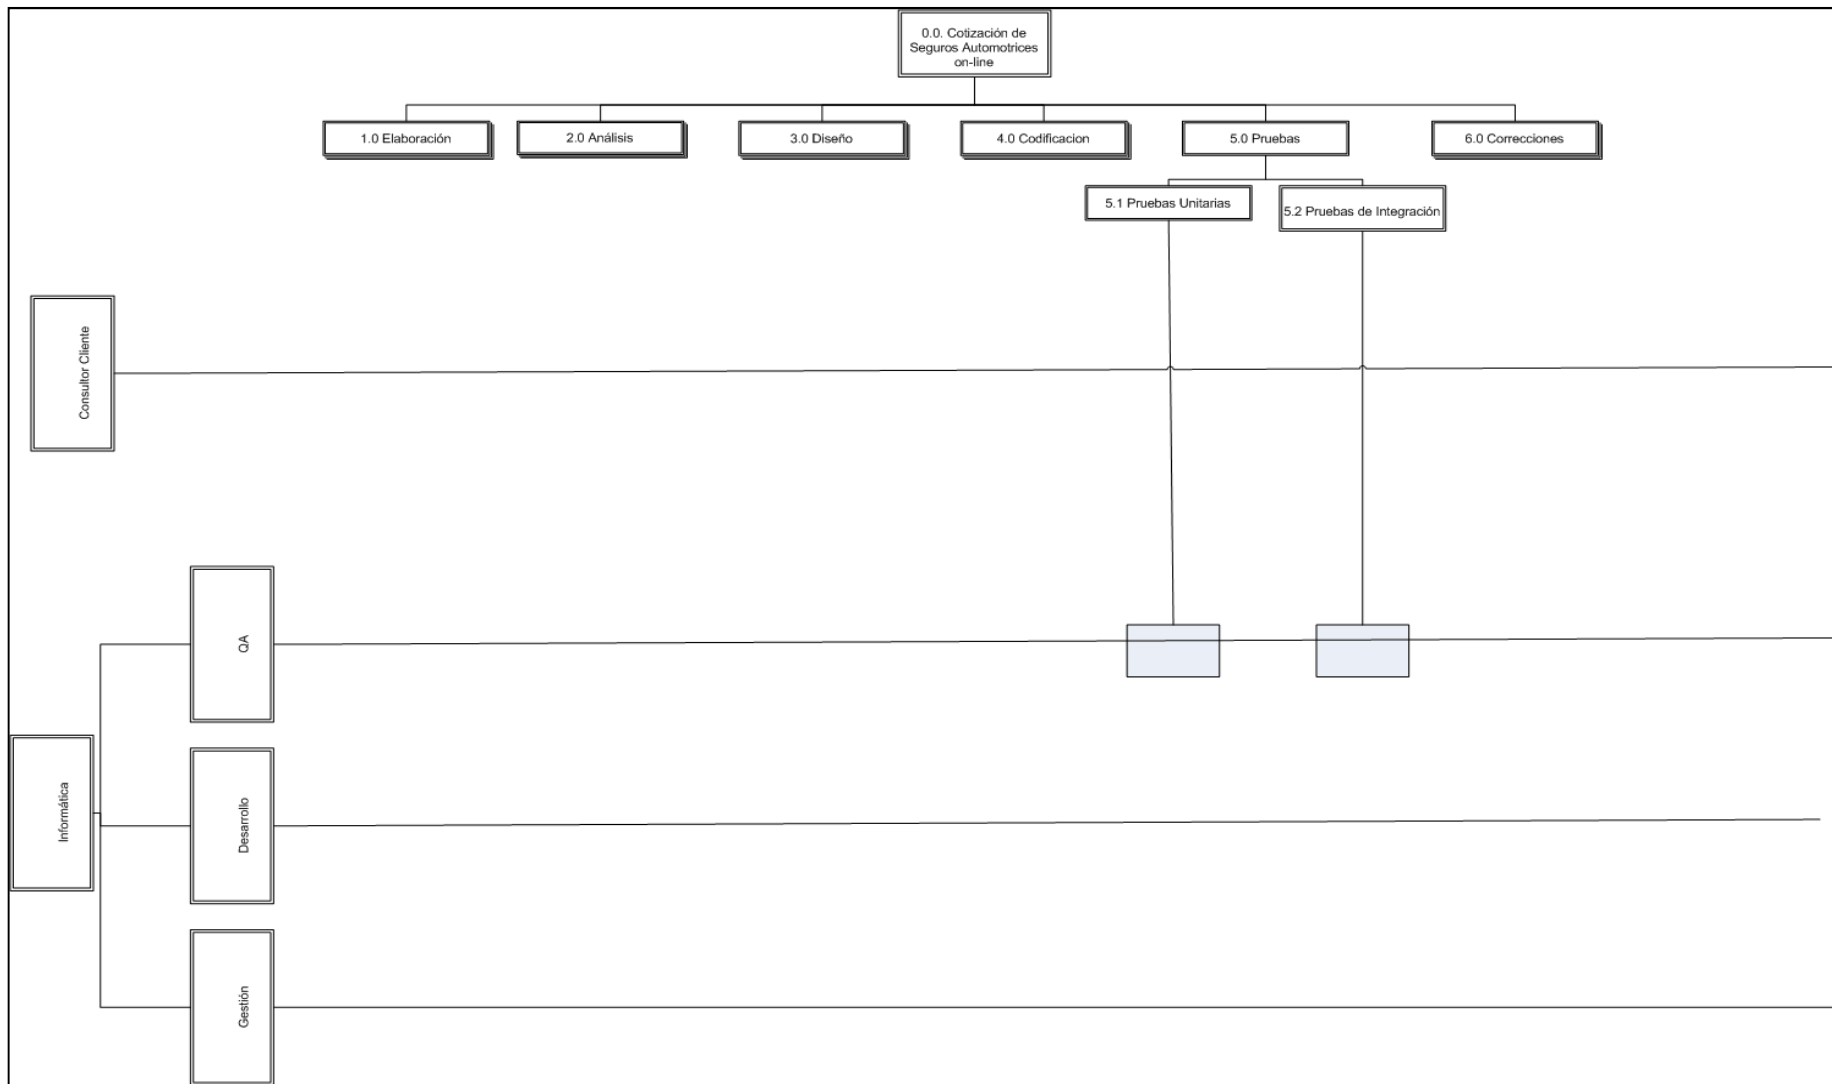 0.0. Cotización de
Seguros Automotrices
on-line
1.0 Elaboración
2.0 Análisis
3.0 Diseño
4.0 Codificacion
5.0 Pruebas
6.0 Correcciones
5.1 Pruebas Unitarias
5.2 Pruebas de Integración
Consultor Cliente
QA
Informática
Desarrollo
Gestión